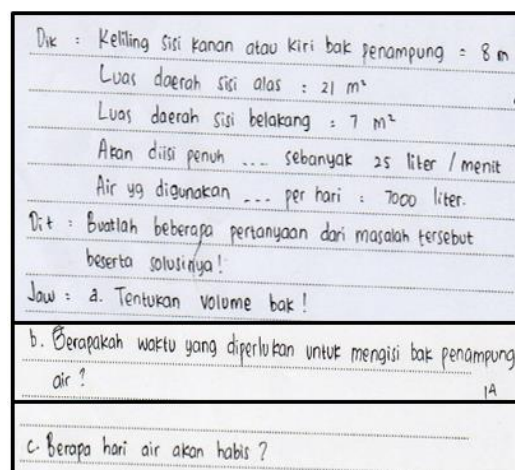 Dik : Keliling sisi kanan atau kiri bak penampung = 8 m
Luas daerah sisi alas : 21 m²
Luas daerah sisi belakang : 7 m²
Akan diisi penuh ... sebanyak 25 liter / menit
Air yg digunakan ... per hari : 7000 liter.
Dit : Buatlah beberapa pertanyaan dari masalah tersebut
beserta solusinya!
Jaw : a. Tentukan volume bak !
b. Berapakah waktu yang diperlukan untuk mengisi bak penampung
air ?
1A
c. Berapa hari air akan habis ?